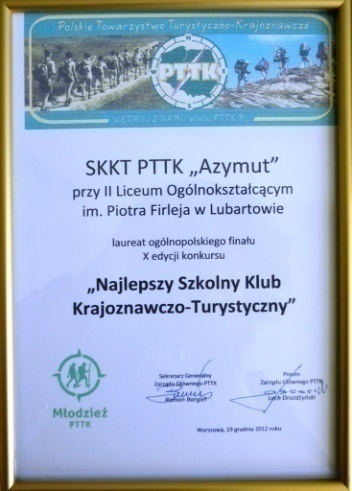 Polskie Towarzystwo Turystyczno-Krajoznawcze
N
PTTK
WĘDRUJ Z NAMI! WWW.PTTK.PL
SKKT PTTK „Azymut”
przy II Liceum Ogólnokształcącym
im. Piotra Firleja w Lubartowie
laureat ogólnopolskiego finału
X edycji konkursu
„Najlepszy Szkolny Klub
Krajoznawczo-Turystyczny”
Młodzież
PTTK
Sekretarz Generalny
Zarządu Głównego PTTK
Roman Bargieł
Prezes
Zarządu Głównego PTTK
Lech Drożdżyński
Warszawa, 19 grudnia 2012 roku